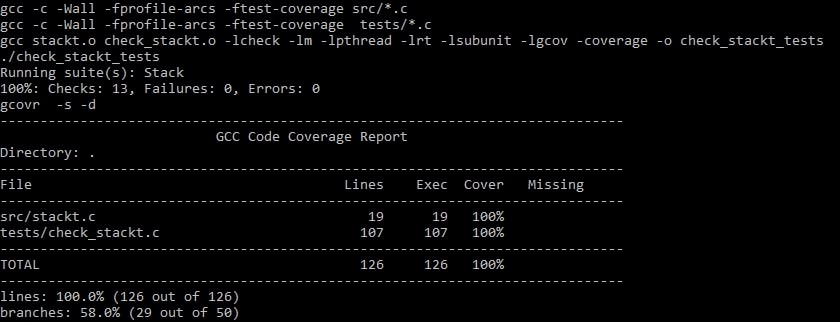 gcc -c -Wall -fprofile-arcs -ftest-coverage src/*.c
gcc -c -Wall -fprofile-arcs -ftest-coverage  tests/*.c
gcc stackt.o check_stackt.o -lcheck -lm -lpthread -lrt -lsubunit -lgcov -coverage -o check_stackt_tests
./check_stackt_tests
Running suite(s): Stack
100%: Checks: 13, Failures: 0, Errors: 0
gcovr  -s -d
------------------------------------------------------------------------------
                           GCC Code Coverage Report
Directory: .
------------------------------------------------------------------------------
File                                       Lines    Exec  Cover   Missing
------------------------------------------------------------------------------
src/stackt.c                                  19      19   100%
tests/check_stackt.c                         107     107   100%
------------------------------------------------------------------------------
TOTAL                                        126     126   100%
------------------------------------------------------------------------------
lines: 100.0% (126 out of 126)
branches: 58.0% (29 out of 50)